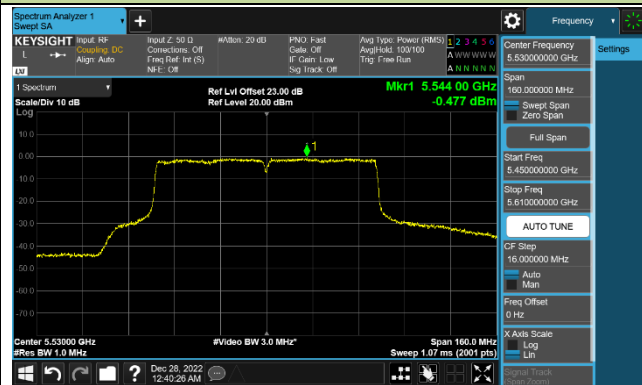 Spectrum Analyzer 1
Swept SA
Frequency
KEYSIGHT
L
LXI
Input: RF
Coupling: DC
Align: Auto
Input Z: 50 Ω
Corrections: Off
Freq Ref: Int (S)
NFE: Off
#Atten: 20 dB
PNO: Fast
Gate: Off
IF Gain: Low
Sig Track: Off
Avg Type: Power (RMS)
Avg|Hold: 100/100
Trig: Free Run
1 2 3 4 5 6
A W W W W W
A N N N N N
1 Spectrum
Scale/Div 10 dB
Log
Ref Lvl Offset 23.00 dB
Ref Level 20.00 dBm
Mkr1 5.544 00 GHz
-0.477 dBm
10.0
0.00
-10.0
-20.0
-30.0
-40.0
-50.0
-60.0
-70.0
1
Center 5.53000 GHz
#Res BW 1.0 MHz
#Video BW 3.0 MHz*
Span 160.0 MHz
Sweep 1.07 ms (2001 pts)
Dec 28, 2022
12:40:26 AM
Center Frequency
5.530000000 GHz
Settings
Span
160.000000 MHz
Swept Span
Zero Span
Full Span
Start Freq
5.450000000 GHz
Stop Freq
5.610000000 GHz
AUTO TUNE
CF Step
16.000000 MHz
Auto
Man
Freq Offset
0 Hz
X Axis Scale
Log
Lin
Signal Track
(Span Zoom)